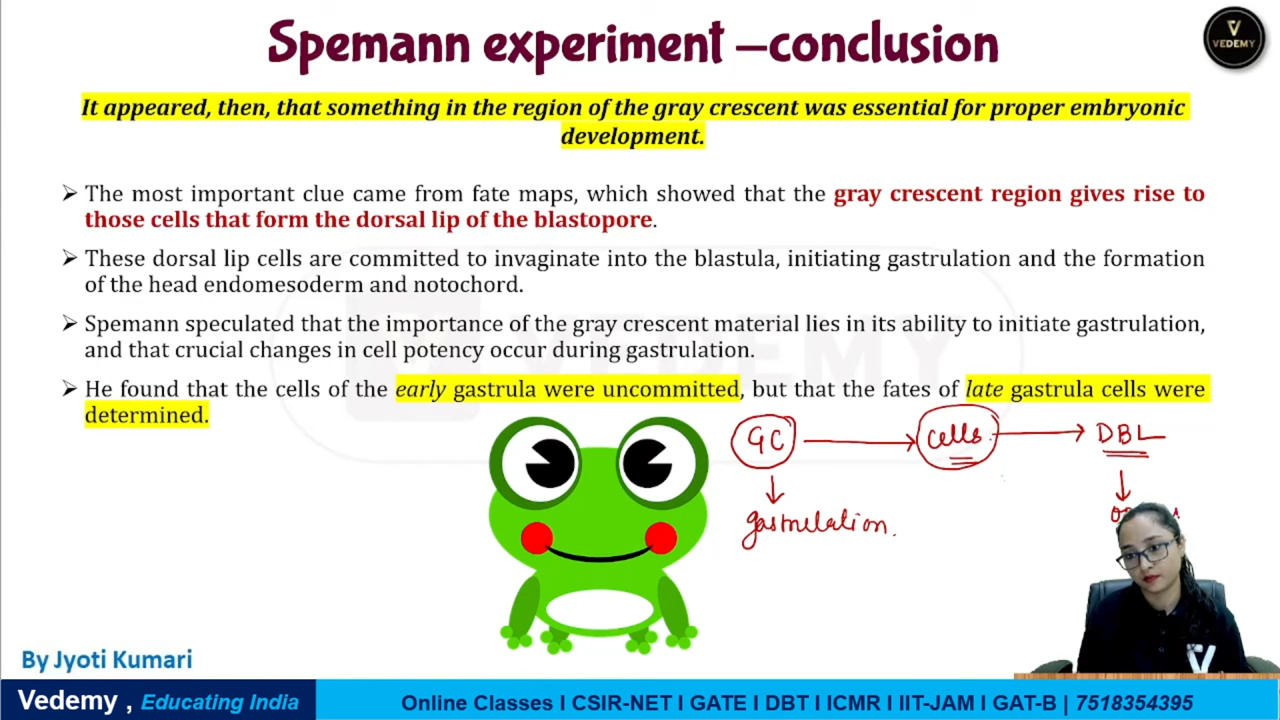 Spemann experiment –conclusion
VEDEMY
It appeared, then, that something in the region of the gray crescent was essential for proper embryonic
development.
➢ The most important clue came from fate maps, which showed that the gray crescent region gives rise to
those cells that form the dorsal lip of the blastopore.
➢ These dorsal lip cells are committed to invaginate into the blastula, initiating gastrulation and the formation
of the head endomesoderm and notochord.
➢ Spemann speculated that the importance of the gray crescent material lies in its ability to initiate gastrulation,
and that crucial changes in cell potency occur during gastrulation.
➢ He found that the cells of the early gastrula were uncommitted, but that the fates of late gastrula cells were
determined.
GC → cells → DBL
gastrulation.
By Jyoti Kumari
Vedemy , Educating India
Online Classes I CSIR-NET I GATE I DBT I ICMR I IIT-JAM I GAT-B | 7518354395